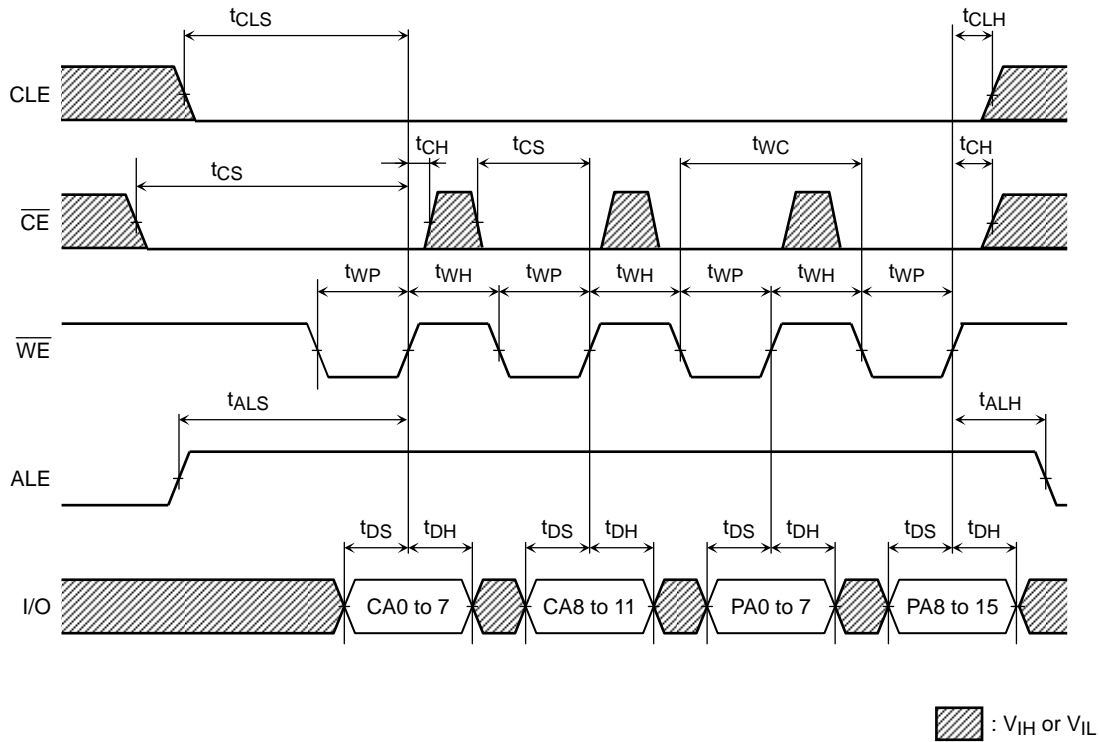 tCLS
tCLH
CLE
tCH
tCS
tWC
tCH
tCS
CE
tWP
tWH
tWP
tWH
tWP
tWH
tWP
WE
tALS
tALH
ALE
tDS
tDH
tDS
tDH
tDS
tDH
tDS
tDH
I/O
CA0 to 7
CA8 to 11
PA0 to 7
PA8 to 15
: VIH or VIL